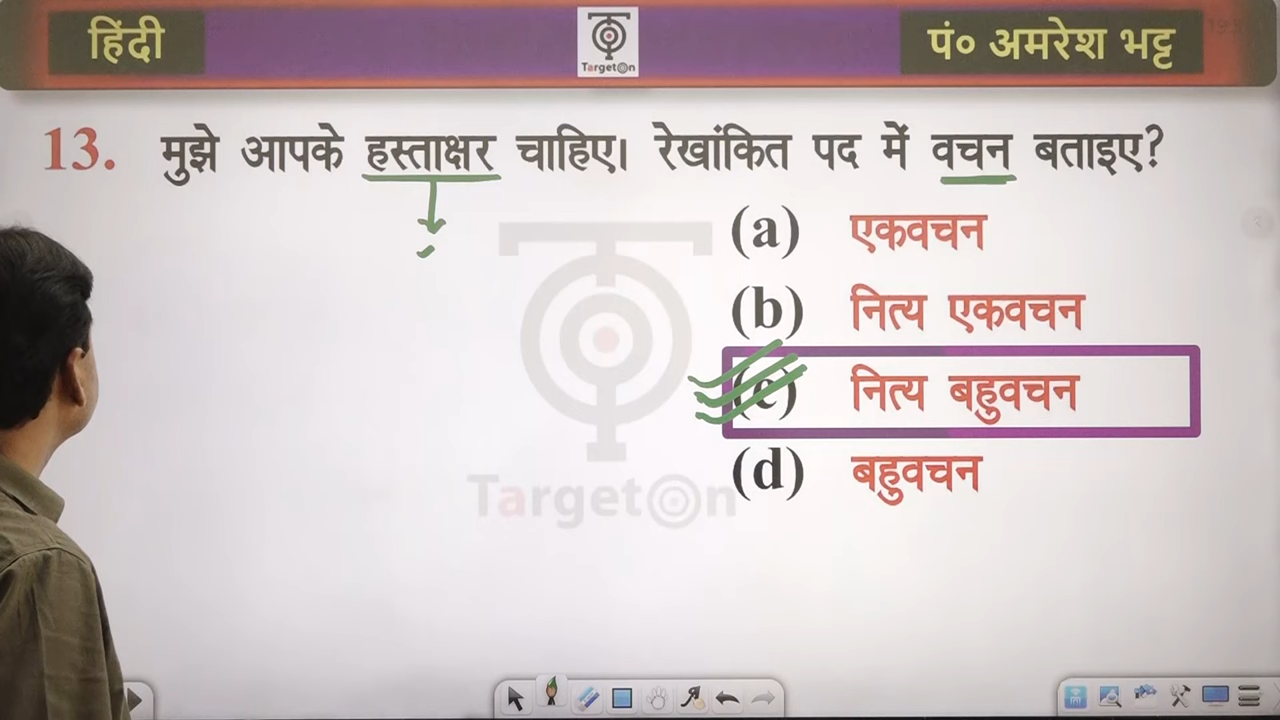 हिंदी
TargetOn
पं० अमरेश भट्ट
13. मुझे आपके हस्ताक्षर चाहिए। रेखांकित पद में वचन बताइए?
(a) एकवचन
(b) नित्य एकवचन
(c) नित्य बहुवचन
(d) बहुवचन
TargetOn